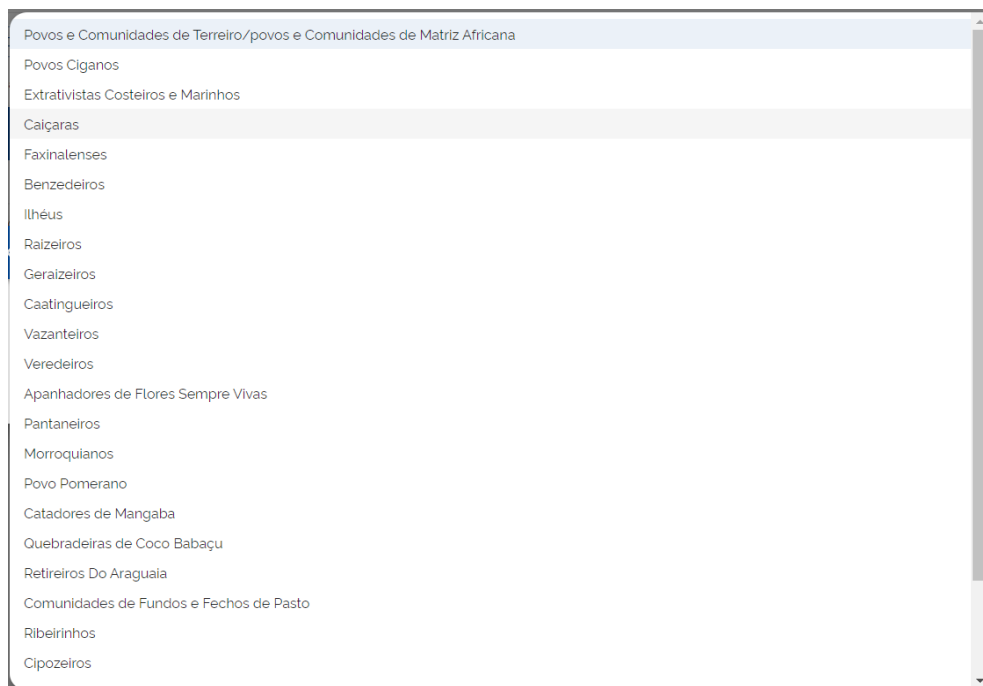 Povos e Comunidades de Terreiro/povos e Comunidades de Matriz Africana
Povos Ciganos
Extrativistas Costeiros e Marinhos
Caiçaras
Faxinalenses
Benzedeiros
Ilhéus
Raizeiros
Geraizeiros
Caatingueiros
Vazanteiros
Veredeiros
Apanhadores de Flores Sempre Vivas
Pantaneiros
Morroquianos
Povo Pomerano
Catadores de Mangaba
Quebradeiras de Coco Babaçu
Retireiros Do Araguaia
Comunidades de Fundos e Fechos de Pasto
Ribeirinhos
Cipozeiros